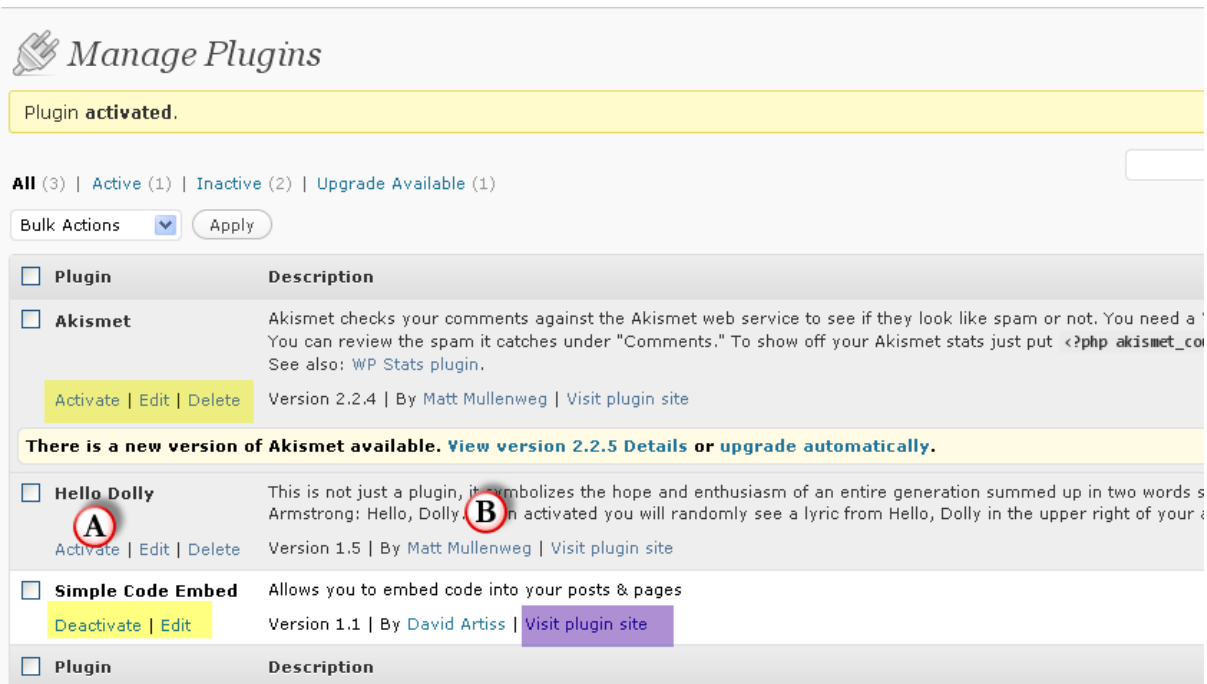 Manage Plugins
Plugin activated.
All (3) | Active (1) | Inactive (2) | Upgrade Available (1)
Bulk Actions Apply
Plugin Description
Akismet Akismet checks your comments against the Akismet web service to see if they look like spam or not. You need a
You can review the spam it catches under "Comments." To show off your Akismet stats just put <?php akismet_cou
See also: WP Stats plugin.
Activate | Edit | Delete Version 2.2.4 | By Matt Mullenweg | Visit plugin site
There is a new version of Akismet available. View version 2.2.5 Details or upgrade automatically.
Hello Dolly This is not just a plugin, it symbolizes the hope and enthusiasm of an entire generation summed up in two words s
A Armstrong: Hello, Dolly. B n activated you will randomly see a lyric from Hello, Dolly in the upper right of your a
Activate | Edit | Delete Version 1.5 | By Matt Mullenweg | Visit plugin site
Simple Code Embed Allows you to embed code into your posts & pages
Deactivate | Edit Version 1.1 | By David Artiss | Visit plugin site
Plugin Description